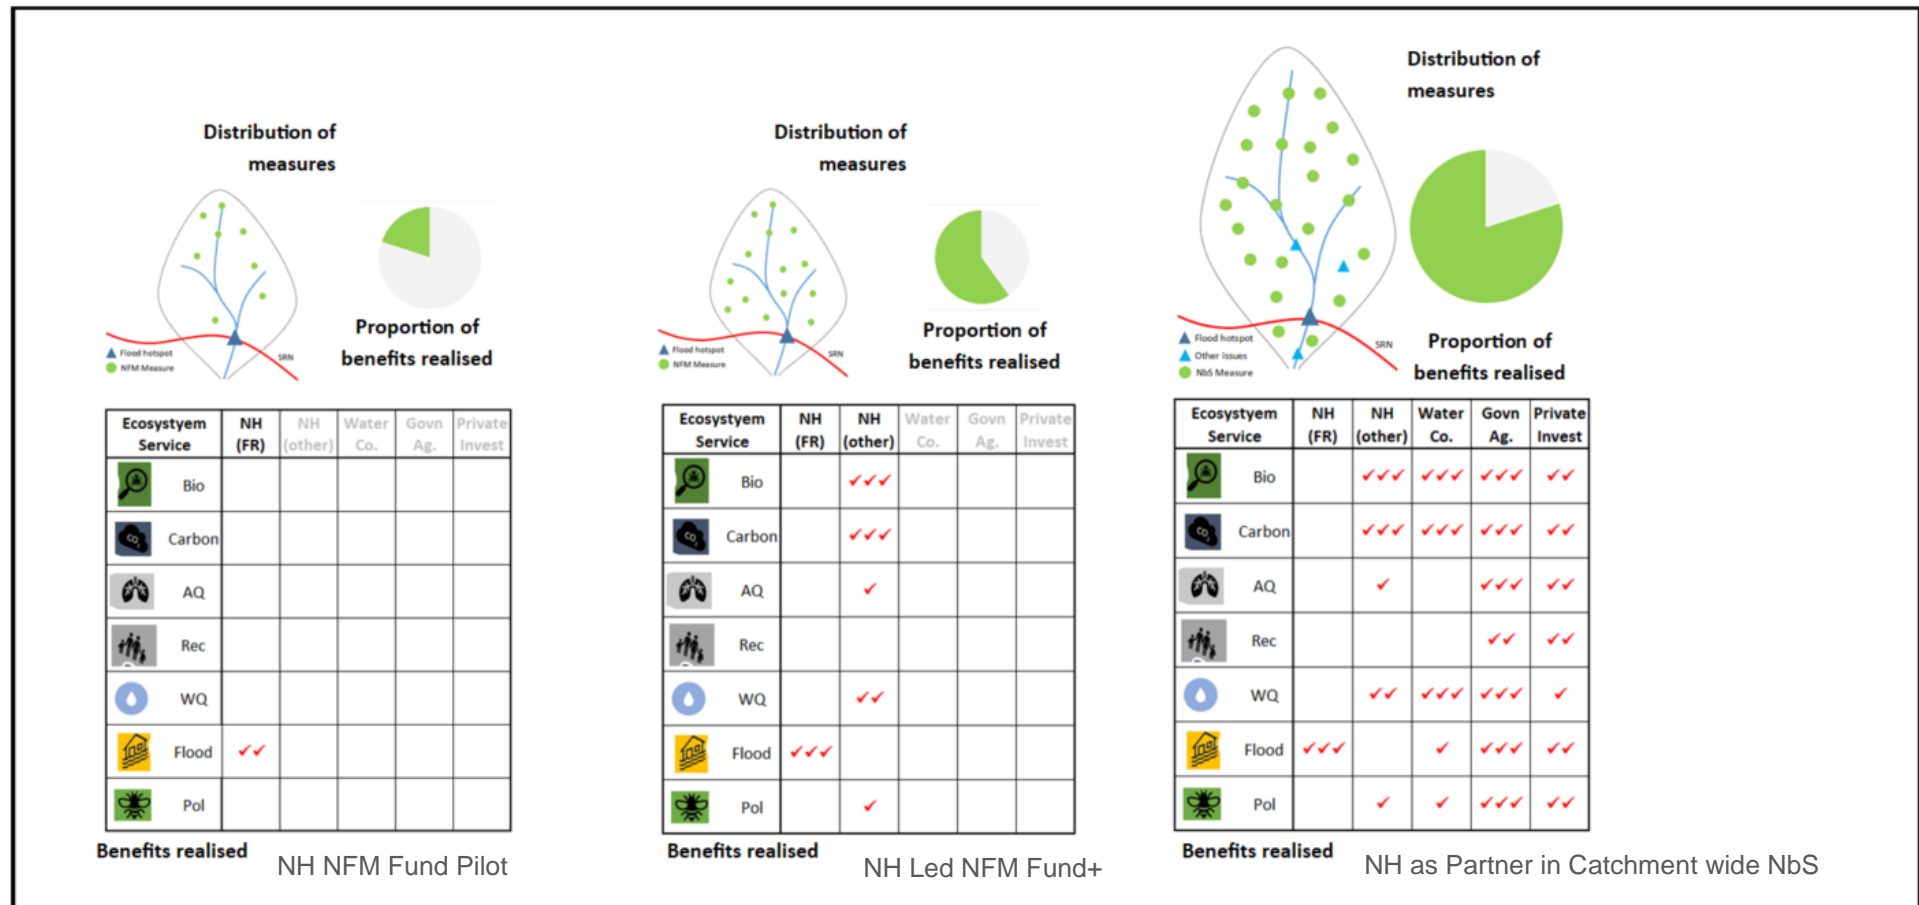 Distribution of
measures
Proportion of
benefits realised
Flood hotspot
NFM Measure
SRN
Ecosystyem Service NH (FR) NH (other) Water Co. Govn Ag. Private Invest
Bio
CO2 Carbon
AQ
Rec
WQ
Flood ✓✓
Pol
Benefits realised
NH NFM Fund Pilot
Distribution of
measures
Proportion of
benefits realised
Flood hotspot
NFM Measure
SRN
Ecosystyem Service NH (FR) NH (other) Water Co. Govn Ag. Private Invest
Bio ✓✓✓
CO2 Carbon ✓✓✓
AQ ✓
Rec
WQ ✓✓
Flood ✓✓✓
Pol ✓
Benefits realised
NH Led NFM Fund+
Distribution of
measures
Proportion of
benefits realised
Flood hotspot
Other Issues
NbS Measure
SRN
Ecosystyem Service NH (FR) NH (other) Water Co. Govn Ag. Private Invest
Bio ✓✓✓ ✓✓✓ ✓✓✓ ✓✓
CO2 Carbon ✓✓✓ ✓✓✓ ✓✓✓ ✓✓
AQ ✓ ✓✓✓ ✓✓
Rec ✓✓ ✓✓
WQ ✓✓ ✓✓✓ ✓✓✓ ✓
Flood ✓✓✓ ✓ ✓✓✓ ✓✓
Pol ✓ ✓ ✓✓✓ ✓✓
Benefits realised
NH as Partner in Catchment wide NbS